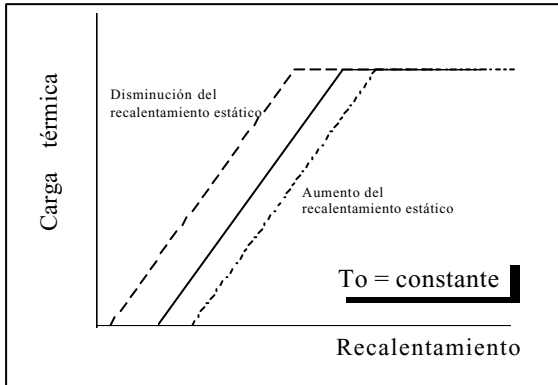 Carga térmica
Disminución del
recalentamiento estático
Aumento del
recalentamiento estático
To = constante
Recalentamiento